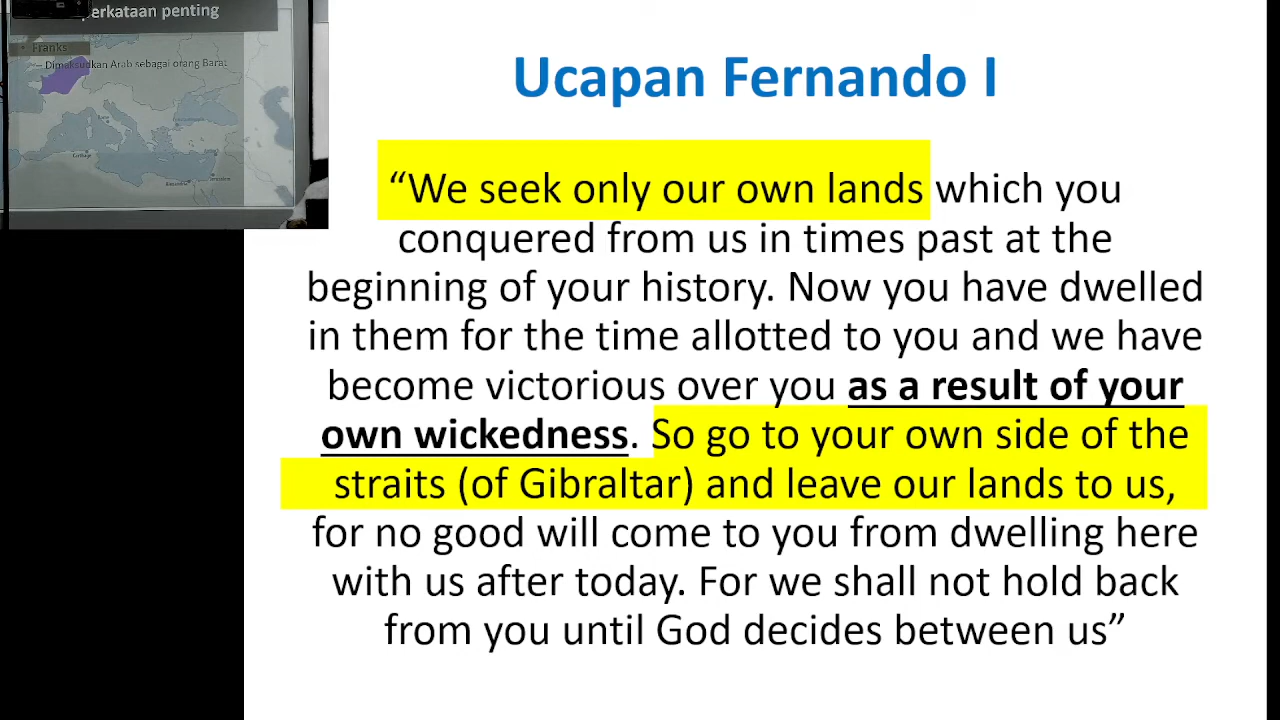 perkataan penting
• Franks
– Dimaksudkan Arab sebagai orang Barat
Rome
Carthage
Alexandria
Jerusalem
Ucapan Fernando I
“We seek only our own lands which you
conquered from us in times past at the
beginning of your history. Now you have dwelled
in them for the time allotted to you and we have
become victorious over you as a result of your
own wickedness. So go to your own side of the
straits (of Gibraltar) and leave our lands to us,
for no good will come to you from dwelling here
with us after today. For we shall not hold back
from you until God decides between us”